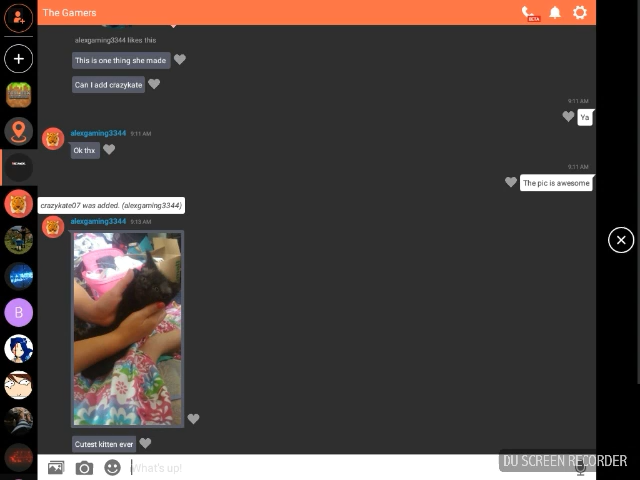 The Gamers
BETA
alexgaming3344 likes this
This is one thing she made
Can I add crazykate
9:11 AM
Ya
alexgaming3344 9:11 AM
Ok thx
9:11 AM
The pic is awesome
crazykate07 was added. (alexgaming3344)
alexgaming3344 9:13 AM
Cutest kitten ever
What's up!
DU SCREEN RECORDER
B